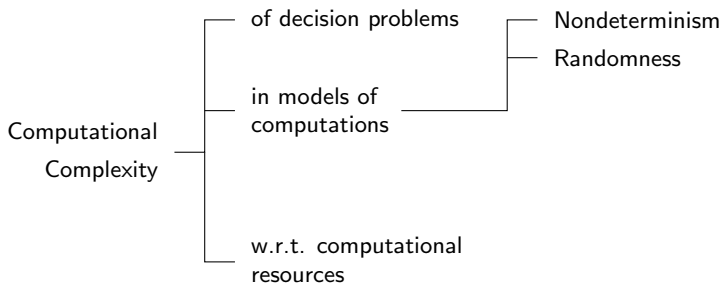 Computational
Complexity
of decision problems
in models of
computations
w.r.t. computational
resources
Nondeterminism
Randomness